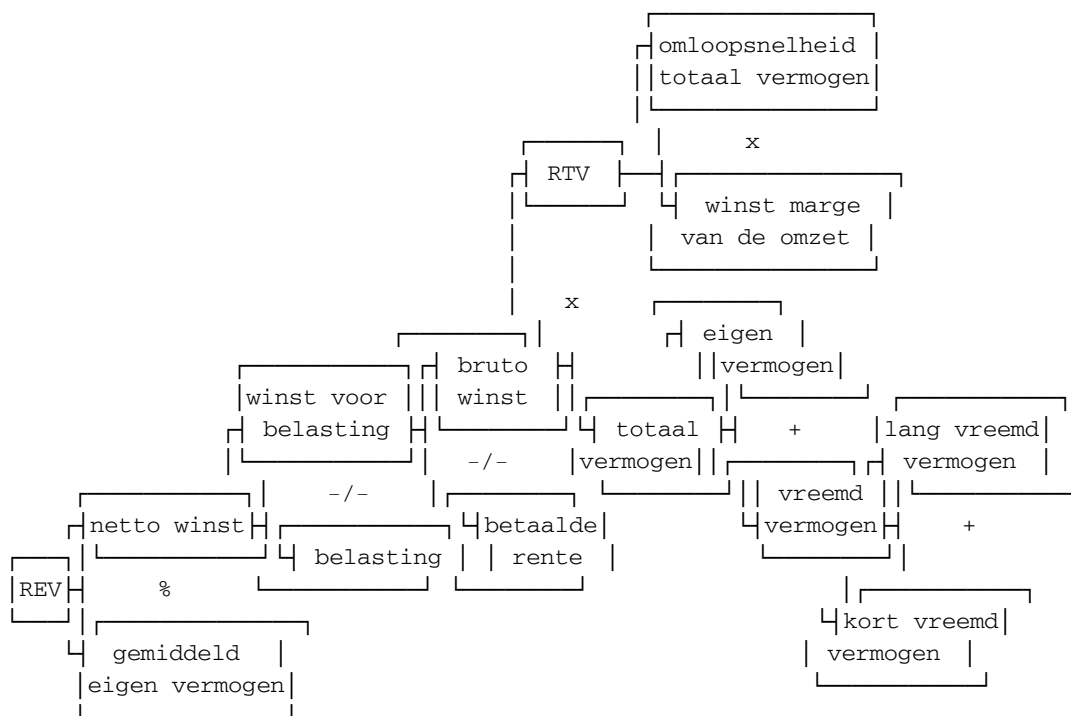 omloopsnelheid
totaal vermogen
x
RTV
winst marge
van de omzet
x
eigen
bruto
vermogen
winst voor
winst
belasting
totaal
+
lang vreemd
-/-
vermogen
vermogen
-/-
vreemd
netto winst
betaalde
vermogen
+
belasting
rente
REV
%
kort vreemd
gemiddeld
vermogen
eigen vermogen